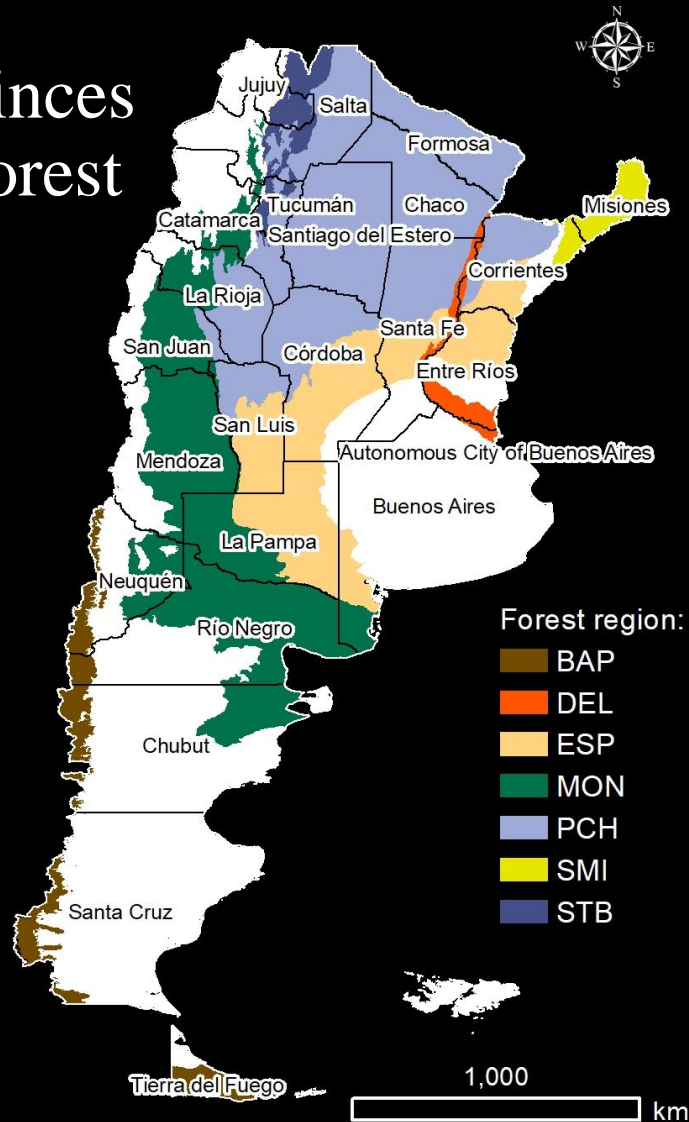 N
W E
S
inces
orest
Jujuy
Salta
Formosa
Misiones
Tucumán
Chaco
Catamarca
Santiago del Estero
Corrientes
La Rioja
Santa Fe
San Juan
Córdoba
Entre Ríos
San Luis
Autonomous City of Buenos Aires
Mendoza
Buenos Aires
La Pampa
Neuquén
Río Negro
Chubut
Santa Cruz
Tierra del Fuego
Forest region:
BAP
DEL
ESP
MON
PCH
SMI
STB
1,000
km